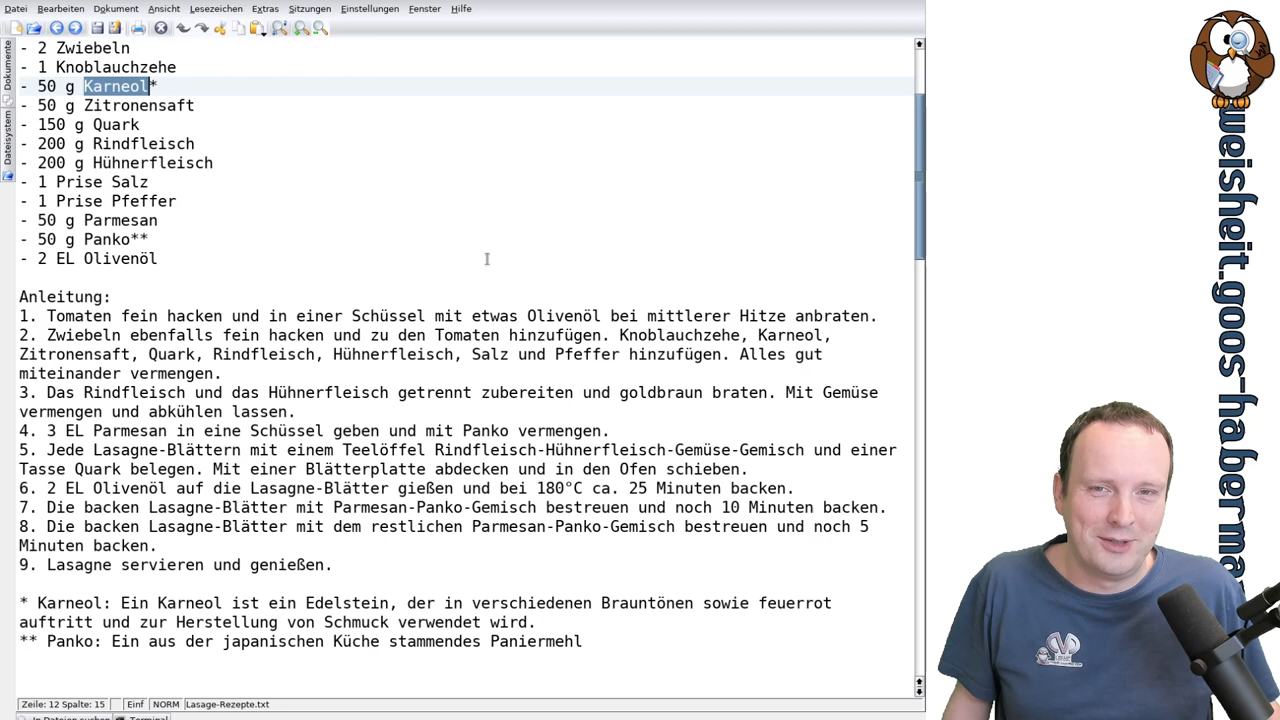 Datei Bearbeiten Dokument Ansicht Lesezeichen Extras Sitzungen Einstellungen Fenster Hilfe
Dokumente
Dateisystem
- 2 Zwiebeln
- 1 Knoblauchzehe
- 50 g Karneol*
- 50 g Zitronensaft
- 150 g Quark
- 200 g Rindfleisch
- 200 g Hühnerfleisch
- 1 Prise Salz
- 1 Prise Pfeffer
- 50 g Parmesan
- 50 g Panko**
- 2 EL Olivenöl
Anleitung:
1. Tomaten fein hacken und in einer Schüssel mit etwas Olivenöl bei mittlerer Hitze anbraten.
2. Zwiebeln ebenfalls fein hacken und zu den Tomaten hinzufügen. Knoblauchzehe, Karneol,
Zitronensaft, Quark, Rindfleisch, Hühnerfleisch, Salz und Pfeffer hinzufügen. Alles gut
miteinander vermengen.
3. Das Rindfleisch und das Hühnerfleisch getrennt zubereiten und goldbraun braten. Mit Gemüse
vermengen und abkühlen lassen.
4. 3 EL Parmesan in eine Schüssel geben und mit Panko vermengen.
5. Jede Lasagne-Blättern mit einem Teelöffel Rindfleisch-Hühnerfleisch-Gemüse-Gemisch und einer
Tasse Quark belegen. Mit einer Blätterplatte abdecken und in den Ofen schieben.
6. 2 EL Olivenöl auf die Lasagne-Blätter gießen und bei 180°C ca. 25 Minuten backen.
7. Die backen Lasagne-Blätter mit Parmesan-Panko-Gemisch bestreuen und noch 10 Minuten backen.
8. Die backen Lasagne-Blätter mit dem restlichen Parmesan-Panko-Gemisch bestreuen und noch 5
Minuten backen.
9. Lasagne servieren und genießen.
* Karneol: Ein Karneol ist ein Edelstein, der in verschiedenen Brauntönen sowie feuerrot
auftritt und zur Herstellung von Schmuck verwendet wird.
** Panko: Ein aus der japanischen Küche stammendes Paniermehl
Zeile: 12 Spalte: 15 Einf NORM Lasage-Rezepte.txt
In Dateien suchen Terminal
weisheit.goos-haberma